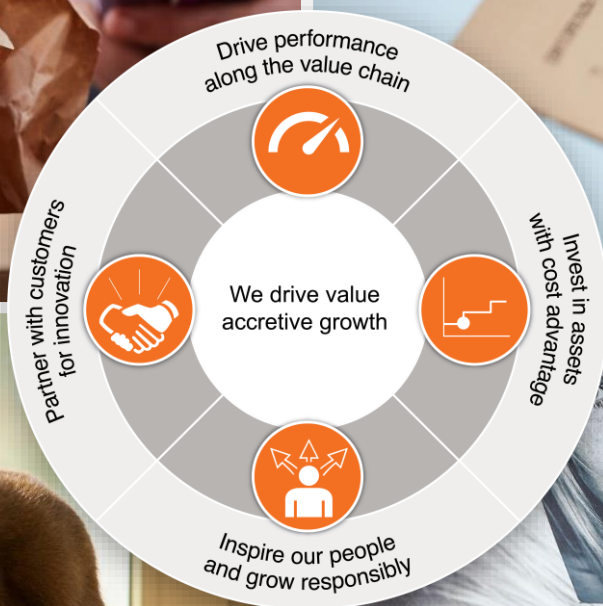 Drive performance
along the value chain
Invest in assets
with cost advantage
We drive value
accretive growth
Partner with customers
for innovation
Inspire our people
and grow responsibly